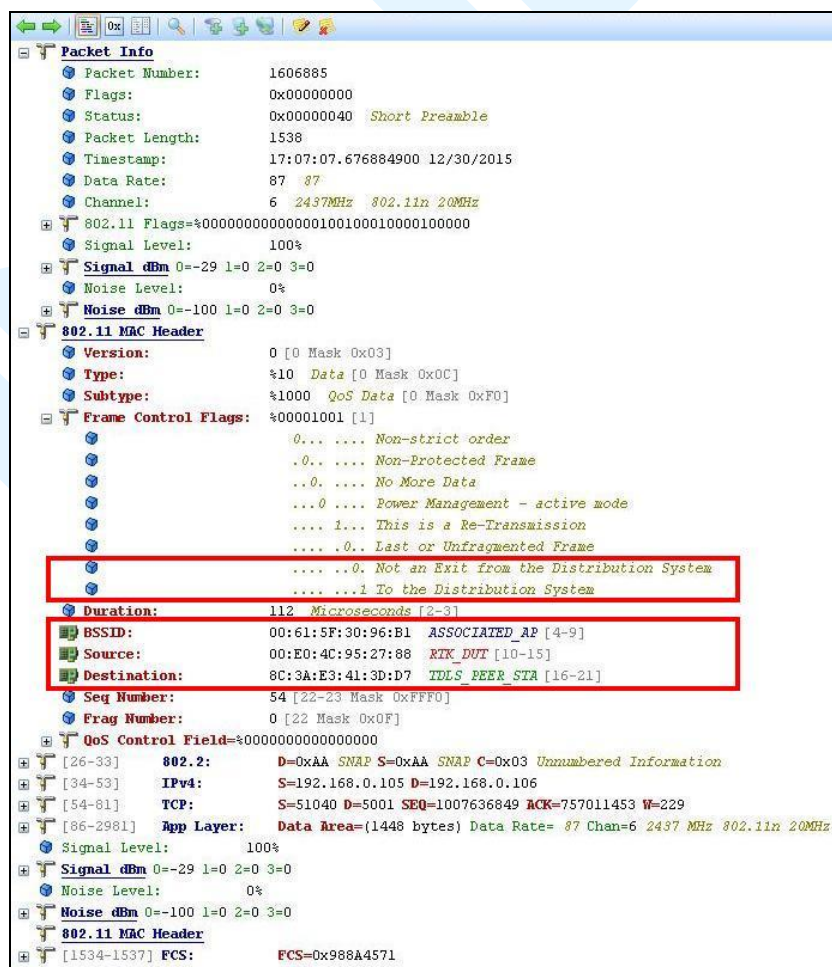 0x
Packet Info
Packet Number: 1606885
Flags: 0x00000000
Status: 0x00000040 Short Preamble
Packet Length: 1538
Timestamp: 17:07:07.676884900 12/30/2015
Data Rate: 87 87
Channel: 6 2437MHz 802.11n 20MHz
802.11 Flags=%00000000000000100100010000100000
Signal Level: 100%
Signal dBm 0=-29 1=0 2=0 3=0
Noise Level: 0%
Noise dBm 0=-100 1=0 2=0 3=0
802.11 MAC Header
Version: 0 [0 Mask 0x03]
Type: %10 Data [0 Mask 0x0C]
Subtype: %1000 QoS Data [0 Mask 0xF0]
Frame Control Flags: %00001001 [1]
0... .... Non-strict order
.0.. .... Non-Protected Frame
..0. .... No More Data
...0 .... Power Management - active mode
.... 1... This is a Re-Transmission
.... .0.. Last or Unfragmented Frame
.... ..0. Not an Exit from the Distribution System
.... ...1 To the Distribution System
Duration: 112 Microseconds [2-3]
BSSID: 00:61:5F:30:96:B1 ASSOCIATED_AP [4-9]
Source: 00:E0:4C:95:27:88 RTK_DUT [10-15]
Destination: 8C:3A:E3:41:3D:D7 TDLS_PEER_STA [16-21]
Seq Number: 54 [22-23 Mask 0xFFF0]
Frag Number: 0 [22 Mask 0x0F]
QoS Control Field=%0000000000000000
[26-33] 802.2: D=0xAA SNAP S=0xAA SNAP C=0x03 Unnumbered Information
[34-53] IPv4: S=192.168.0.105 D=192.168.0.106
[54-81] TCP: S=51040 D=5001 SEQ=1007636849 ACK=757011453 W=229
[86-2981] App Layer: Data Area=(1448 bytes) Data Rate= 87 Chan=6 2437 MHz 802.11n 20MHz
Signal Level: 100%
Signal dBm 0=-29 1=0 2=0 3=0
Noise Level: 0%
Noise dBm 0=-100 1=0 2=0 3=0
802.11 MAC Header
[1534-1537] FCS: FCS=0x988A4571